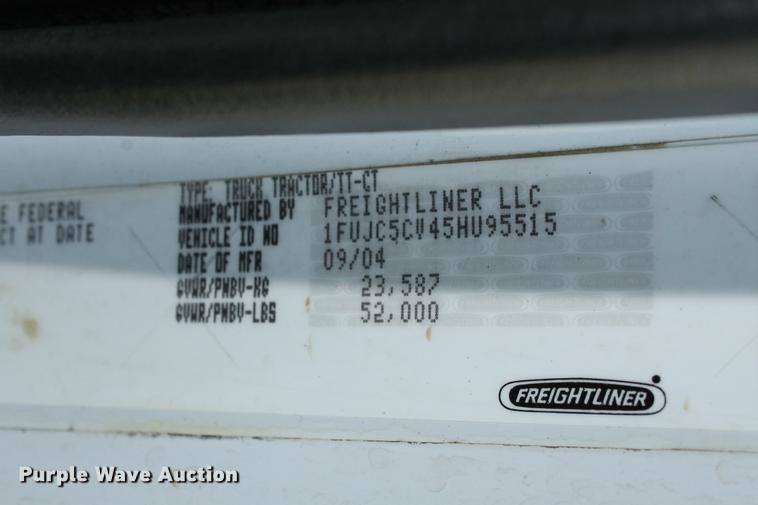 TYPE: TRUCK TRACTOR/TT-CT
E FEDERAL MANUFACTURED BY FREIGHTLINER LLC
CT AT DATE VEHICLE ID NO 1FUJC5CV45HU95515
DATE OF MFR 09/04
GVWR/PNBV-KG 23,587
GVWR/PNBV-LBS 52,000
FREIGHTLINER
Purple Wave Auction